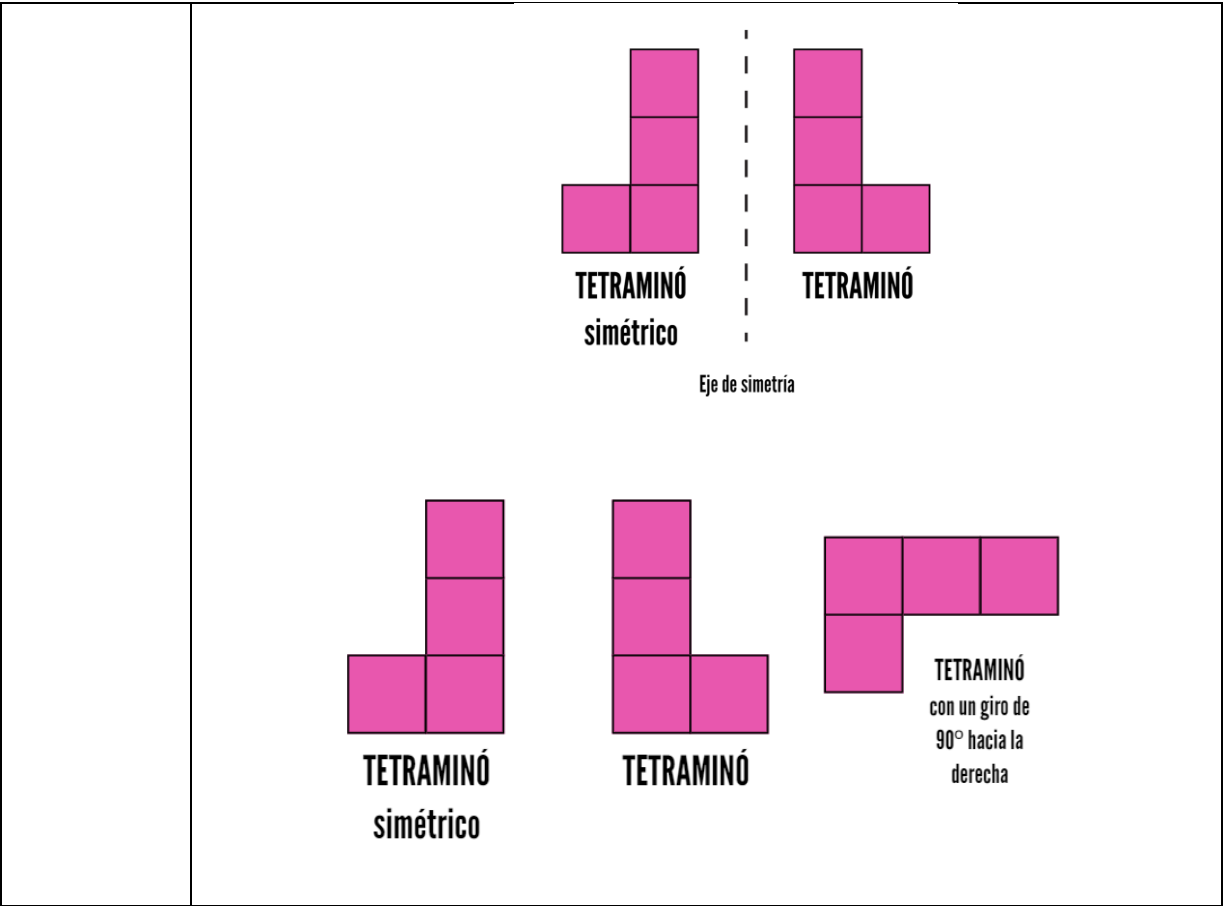 TETRAMINÓ
simétrico
TETRAMINÓ
Eje de simetría
TETRAMINÓ
simétrico
TETRAMINÓ
TETRAMINÓ
con un giro de
90° hacia la
derecha